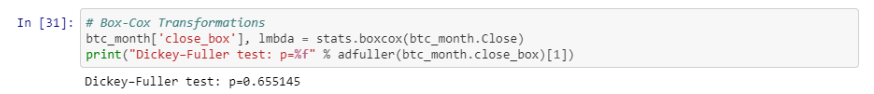 In [31]: # Box-Cox Transformations
btc_month['close_box'], lmbda = stats.boxcox(btc_month.Close)
print("Dickey–Fuller test: p=%f" % adfuller(btc_month.close_box)[1])
Dickey–Fuller test: p=0.655145